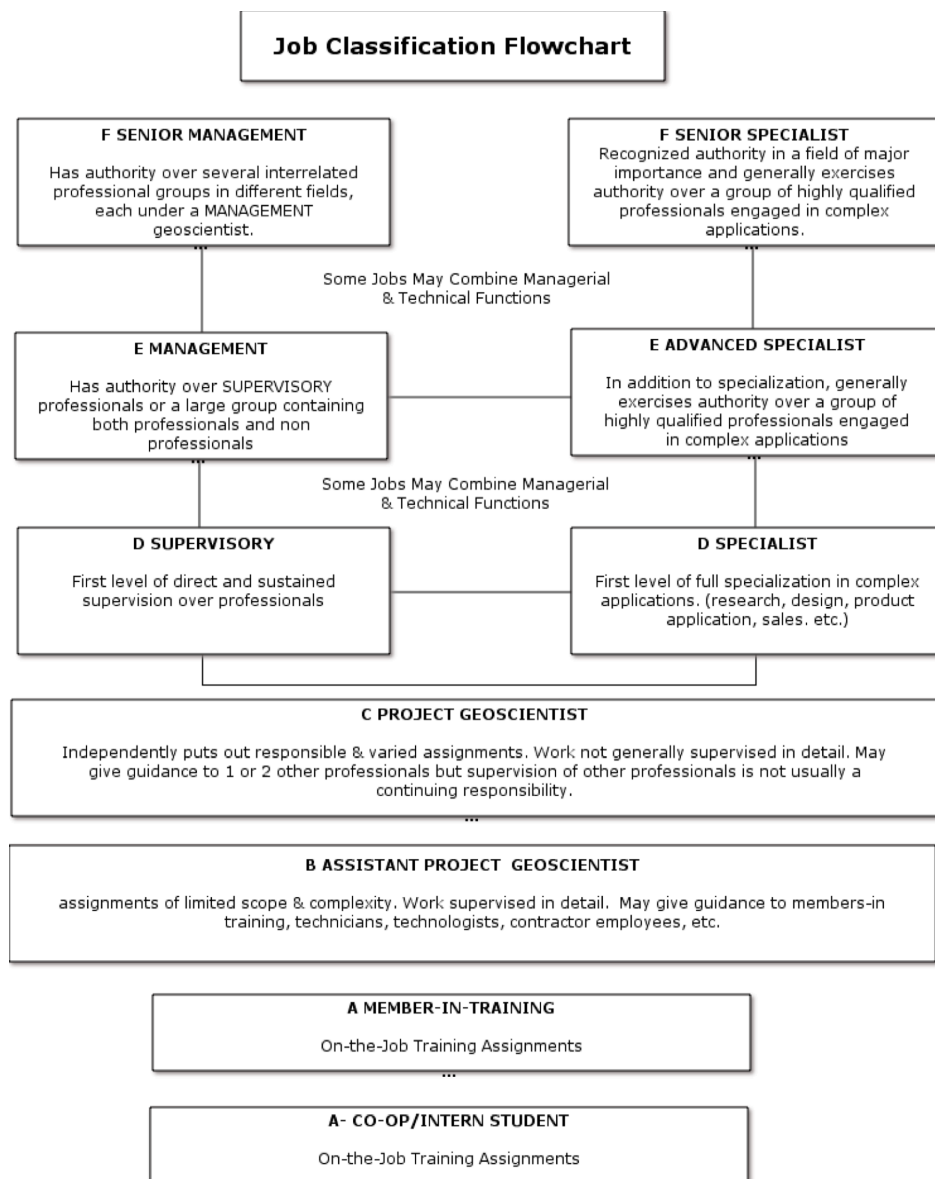 Job Classification Flowchart
F SENIOR MANAGEMENT
Has authority over several interrelated
professional groups in different fields,
each under a MANAGEMENT
geoscientist.
...
F SENIOR SPECIALIST
Recognized authority in a field of major
importance and generally exercises
authority over a group of highly qualified
professionals engaged in complex
applications.
...
Some Jobs May Combine Managerial
& Technical Functions
E MANAGEMENT
Has authority over SUPERVISORY
professionals or a large group containing
both professionals and non
professionals
...
E ADVANCED SPECIALIST
In addition to specialization, generally
exercises authority over a group of
highly qualified professionals engaged
in complex applications
...
Some Jobs May Combine Managerial
& Technical Functions
D SUPERVISORY
First level of direct and sustained
supervision over professionals
D SPECIALIST
First level of full specialization in complex
applications. (research, design, product
application, sales. etc.)
C PROJECT GEOSCIENTIST
Independently puts out responsible & varied assignments. Work not generally supervised in detail. May
give guidance to 1 or 2 other professionals but supervision of other professionals is not usually a
continuing responsibility.
...
B ASSISTANT PROJECT GEOSCIENTIST
assignments of limited scope & complexity. Work supervised in detail. May give guidance to members-in
training, technicians, technologists, contractor employees, etc.
A MEMBER-IN-TRAINING
On-the-Job Training Assignments
...
A- CO-OP/INTERN STUDENT
On-the-Job Training Assignments